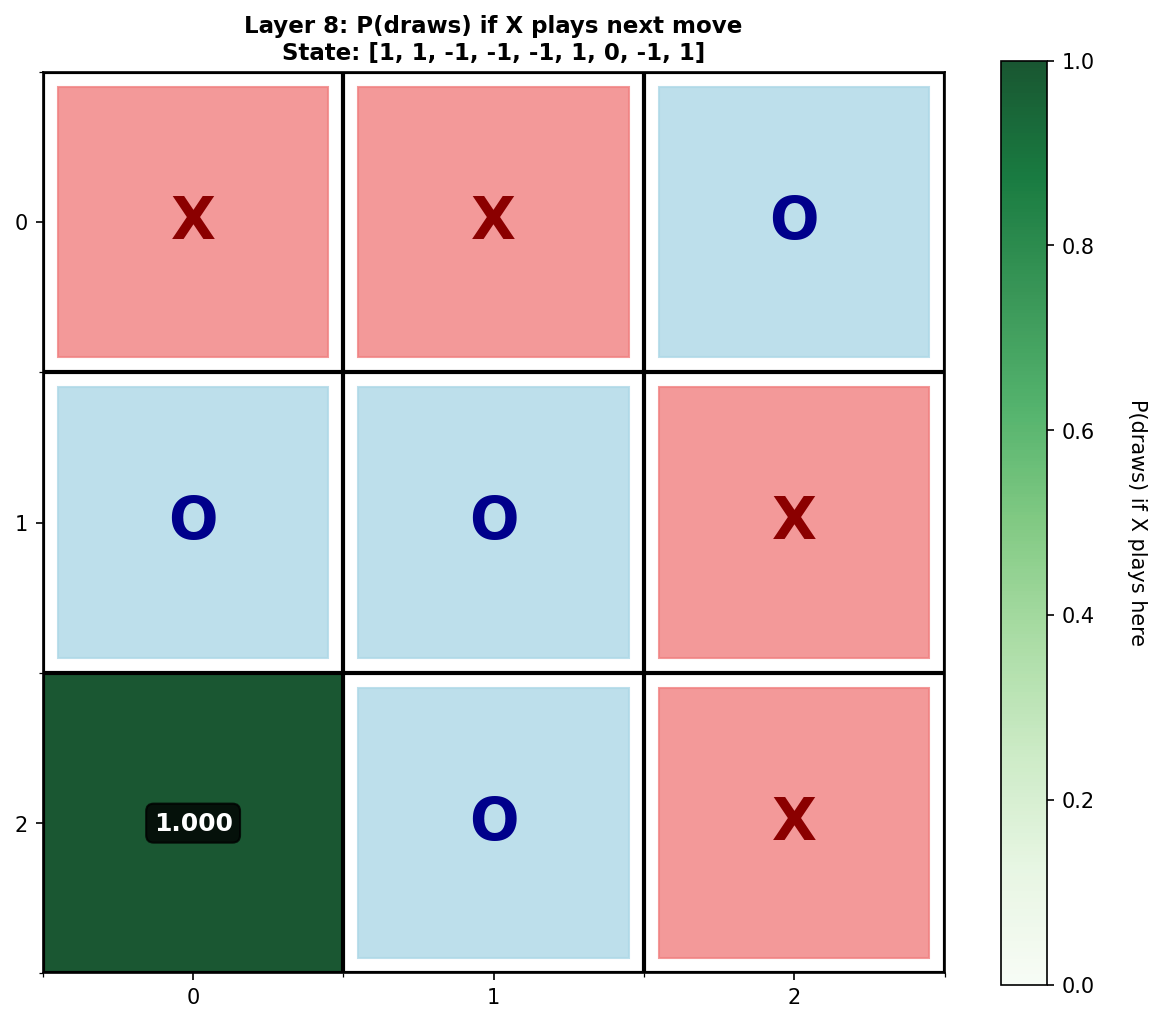 Layer 8: P(draws) if X plays next move
State: [1, 1, -1, -1, -1, 1, 0, -1, 1]
X X O
O O X
1.000 O X
0
1
2
0 1 2
1.0
0.8
0.6
0.4
0.2
0.0
P(draws) if X plays here